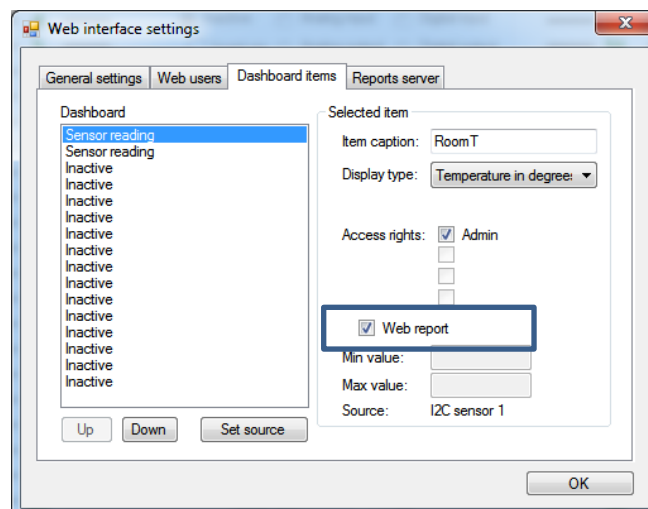 Web interface settings
General settings Web users Dashboard items Reports server
Dashboard
Sensor reading
Sensor reading
Inactive
Inactive
Inactive
Inactive
Inactive
Inactive
Inactive
Inactive
Inactive
Inactive
Inactive
Inactive
Inactive
Inactive
Up Down Set source
Selected item
Item caption: RoomT
Display type: Temperature in degree
Access rights: Admin
Web report
Min value:
Max value:
Source: I2C sensor 1
OK